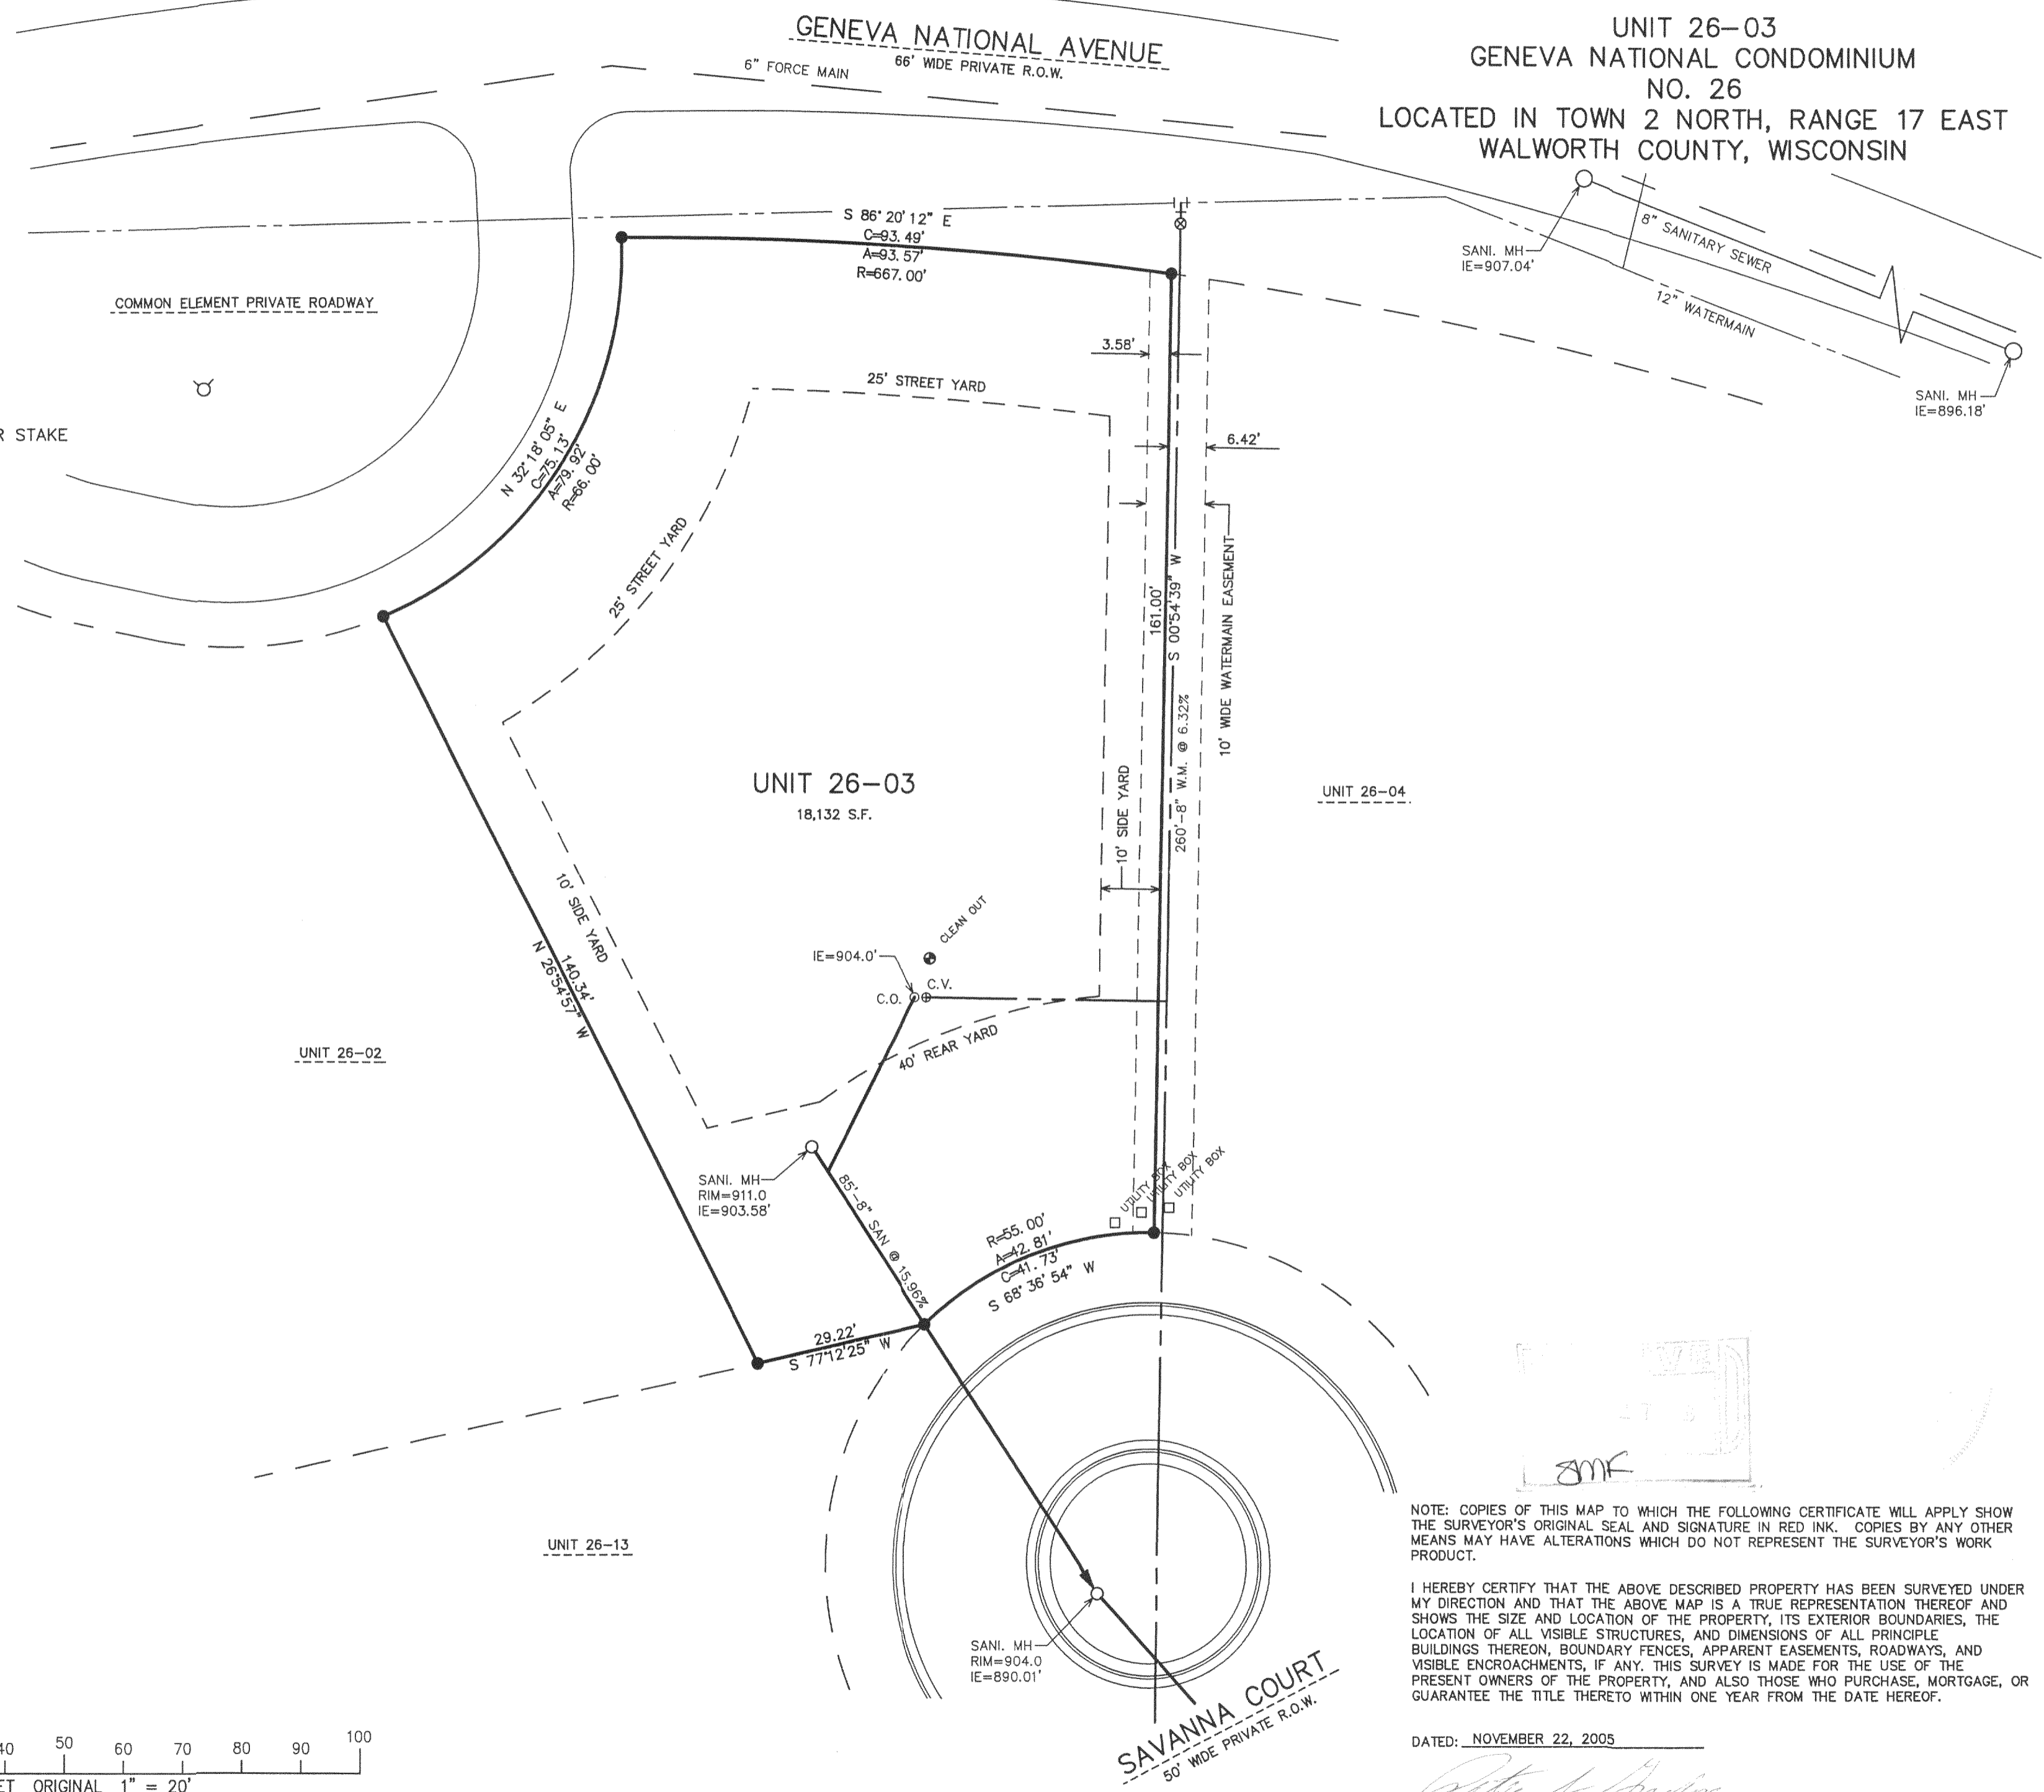 GENEVA NATIONAL AVENUE
66' WIDE PRIVATE R.O.W.
6" FORCE MAIN
UNIT 26-03
GENEVA NATIONAL CONDOMINIUM
NO. 26
LOCATED IN TOWN 2 NORTH, RANGE 17 EAST
WALWORTH COUNTY, WISCONSIN
S 86° 20' 12" E
C=93.49'
A=93.57'
R=667.00'
SANI. MH
IE=907.04'
8" SANITARY SEWER
12" WATERMAIN
SANI. MH
IE=896.18'
COMMON ELEMENT PRIVATE ROADWAY
R STAKE
N 32° 18' 05" E
C=75.13'
A=79.92'
R=66.00'
25' STREET YARD
3.58'
6.42'
25' STREET YARD
161.00'
S 00°54'39" W
10' WIDE WATERMAIN EASEMENT
260'-8" W.M. @ 6.32%
10' SIDE YARD
UNIT 26-03
18,132 S.F.
UNIT 26-04
10' SIDE YARD
140.34'
N 26°54'57" W
CLEAN OUT
IE=904.0'
C.V.
C.O.
40' REAR YARD
UNIT 26-02
SANI. MH
RIM=911.0
IE=903.58'
85'-8" SAN @ 15.96%
UTILITY BOX
UTILITY BOX
UTILITY BOX
R=55.00'
A=42.81'
C=41.73'
S 68° 36' 54" W
29.22'
S 77°12'25" W
UNIT 26-13
SANI. MH
RIM=904.0
IE=890.01'
SAVANNA COURT
50' WIDE PRIVATE R.O.W.
SMF
NOTE: COPIES OF THIS MAP TO WHICH THE FOLLOWING CERTIFICATE WILL APPLY SHOW
THE SURVEYOR'S ORIGINAL SEAL AND SIGNATURE IN RED INK. COPIES BY ANY OTHER
MEANS MAY HAVE ALTERATIONS WHICH DO NOT REPRESENT THE SURVEYOR'S WORK
PRODUCT.
I HEREBY CERTIFY THAT THE ABOVE DESCRIBED PROPERTY HAS BEEN SURVEYED UNDER
MY DIRECTION AND THAT THE ABOVE MAP IS A TRUE REPRESENTATION THEREOF AND
SHOWS THE SIZE AND LOCATION OF THE PROPERTY, ITS EXTERIOR BOUNDARIES, THE
LOCATION OF ALL VISIBLE STRUCTURES, AND DIMENSIONS OF ALL PRINCIPLE
BUILDINGS THEREON, BOUNDARY FENCES, APPARENT EASEMENTS, ROADWAYS, AND
VISIBLE ENCROACHMENTS, IF ANY. THIS SURVEY IS MADE FOR THE USE OF THE
PRESENT OWNERS OF THE PROPERTY, AND ALSO THOSE WHO PURCHASE, MORTGAGE, OR
GUARANTEE THE TITLE THERETO WITHIN ONE YEAR FROM THE DATE HEREOF.
DATED: NOVEMBER 22, 2005
40 50 60 70 80 90 100
ET ORIGINAL 1" = 20'